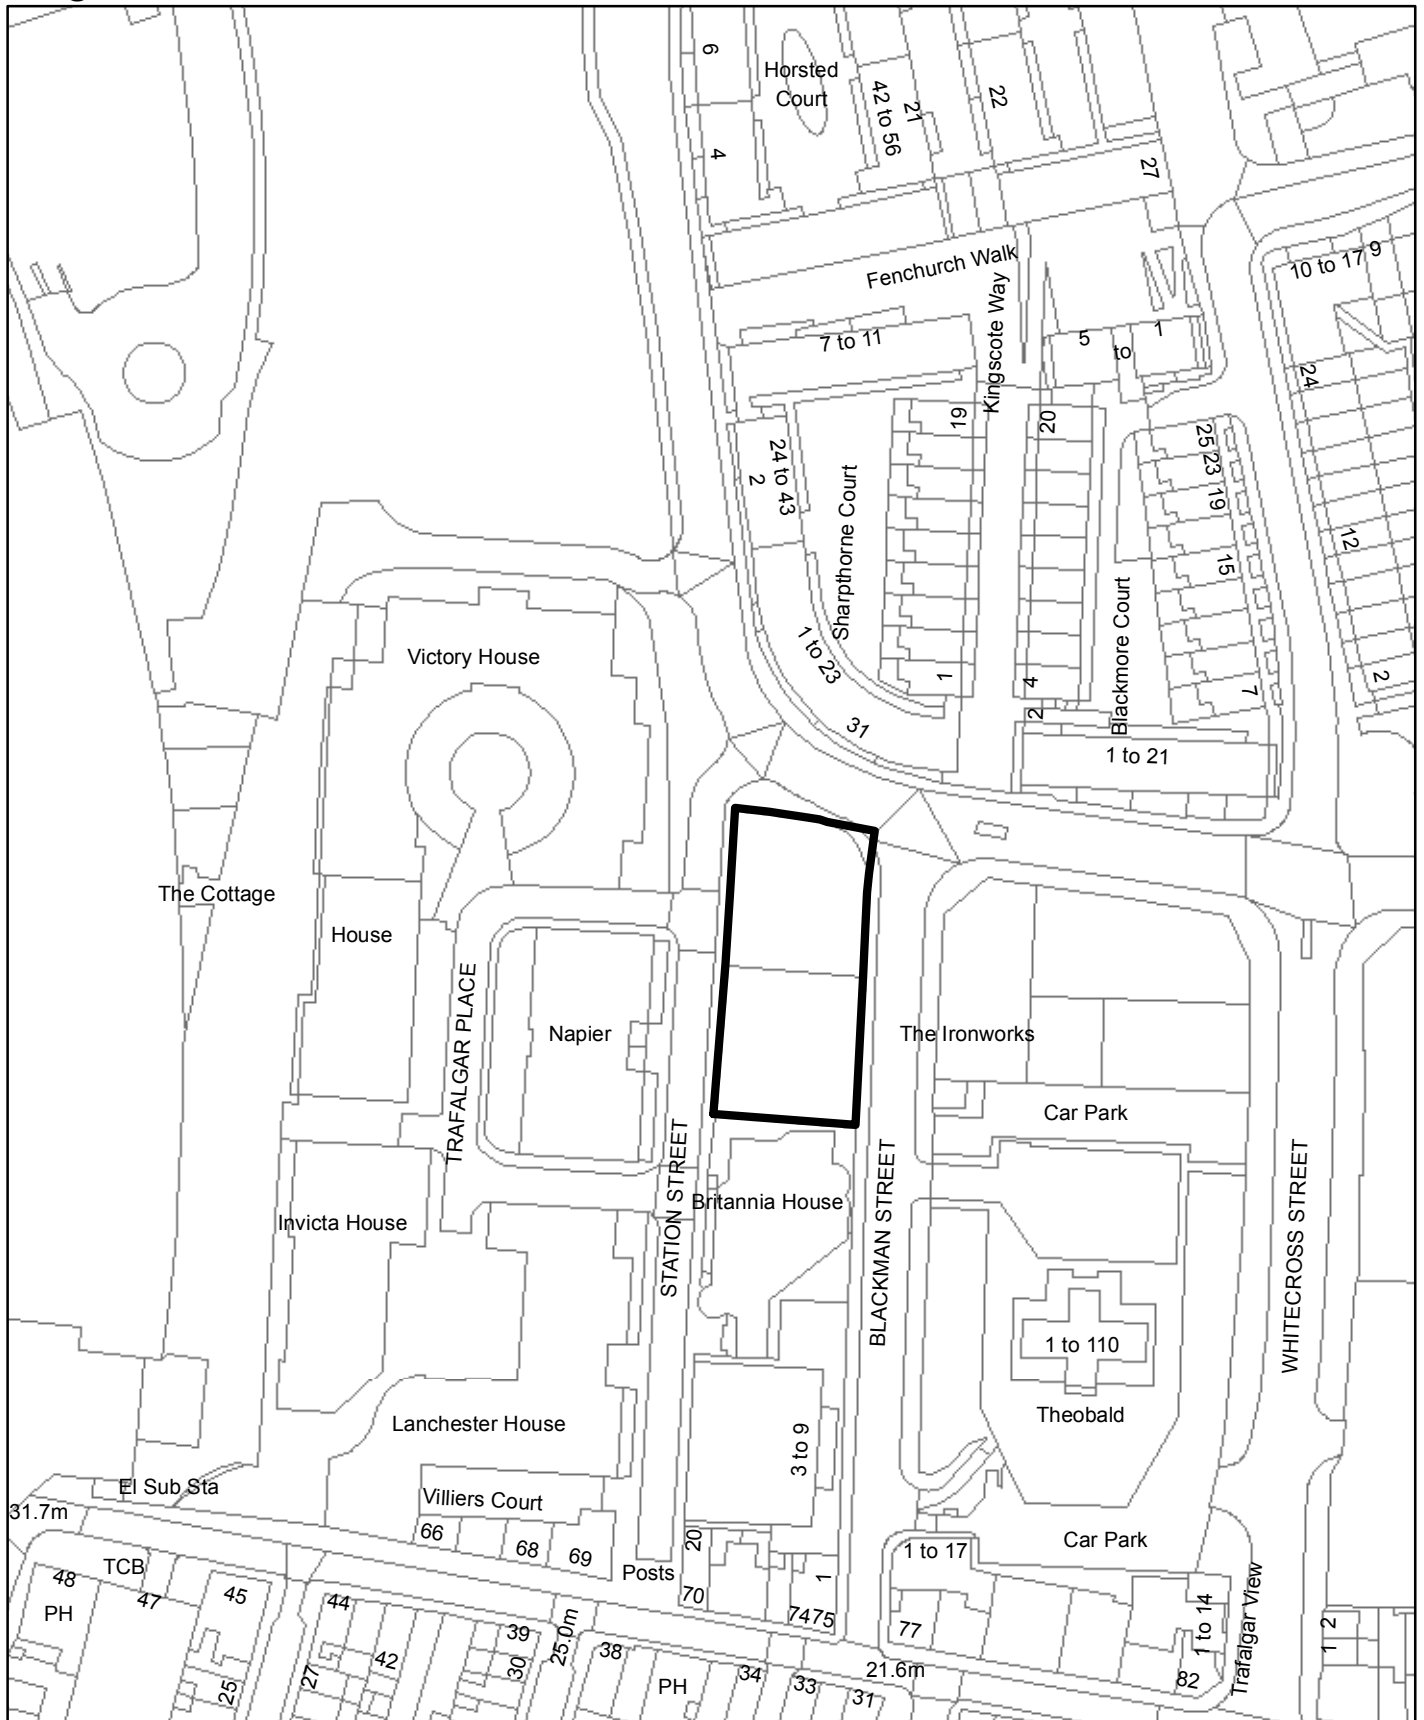 6
Horsted
Court
42 to 56
21
22
4
27
Fenchurch Walk
10 to 17
9
Kingscote Way
7 to 11
5
to
1
24
19
20
24 to 43
2
25
23
19
Sharpthorne Court
12
15
Blackmore Court
1 to 23
Victory House
1
4
7
2
2
31
1 to 21
The Cottage
House
TRAFALGAR PLACE
Napier
The Ironworks
Car Park
STATION STREET
Britannia House
BLACKMAN STREET
WHITECROSS STREET
Invicta House
1 to 110
Theobald
Lanchester House
3 to 9
El Sub Sta
Villiers Court
31.7m
66
68
69
20
Car Park
1 to 17
TCB
Posts
1
48
47
45
44
70
7475
77
1 to 14
Trafalgar View
PH
39
25.0m
38
2
1
42
30
34
21.6m
25
27
PH
33
31
82